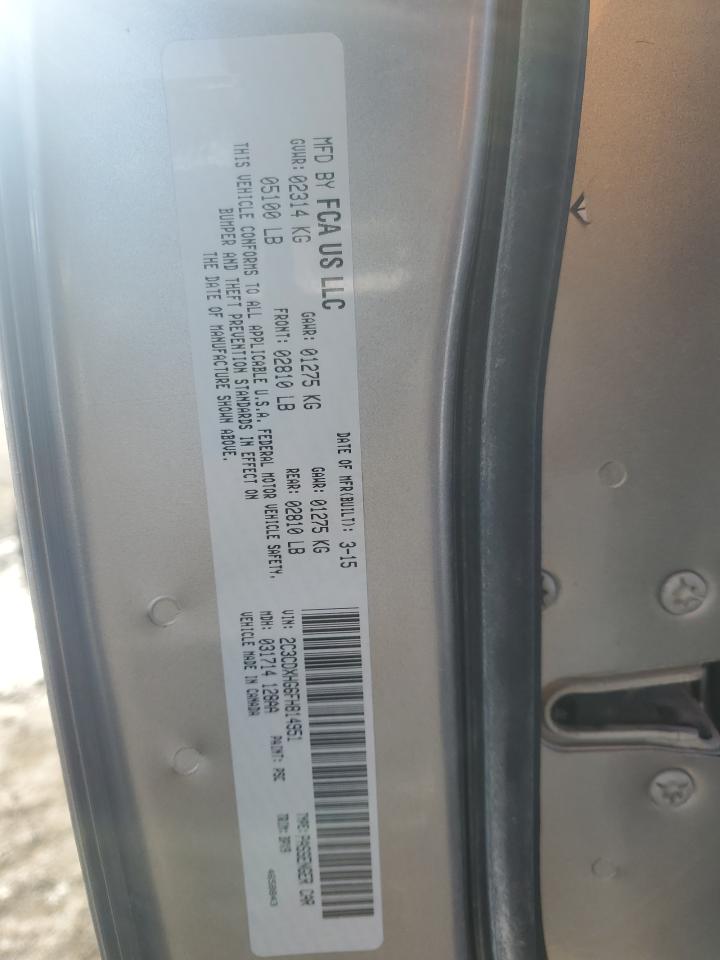 MFD BY FCA US LLC
DATE OF MFR(BUILT): 3-15
GVWR: 02314 KG
GAWR: 01275 KG
GAWR: 01275 KG
05100 LB
FRONT: 02810 LB
REAR: 02810 LB
THIS VEHICLE CONFORMS TO ALL APPLICABLE U.S.A. FEDERAL MOTOR VEHICLE SAFETY,
BUMPER AND THEFT PREVENTION STANDARDS IN EFFECT ON
THE DATE OF MANUFACTURE SHOWN ABOVE.
VIN: 2C3CDXHG6FH814951
TYPE: PASSENGER CAR
MDH: 031714 128AA
PAINT: PSC
VEHICLE MADE IN CANADA